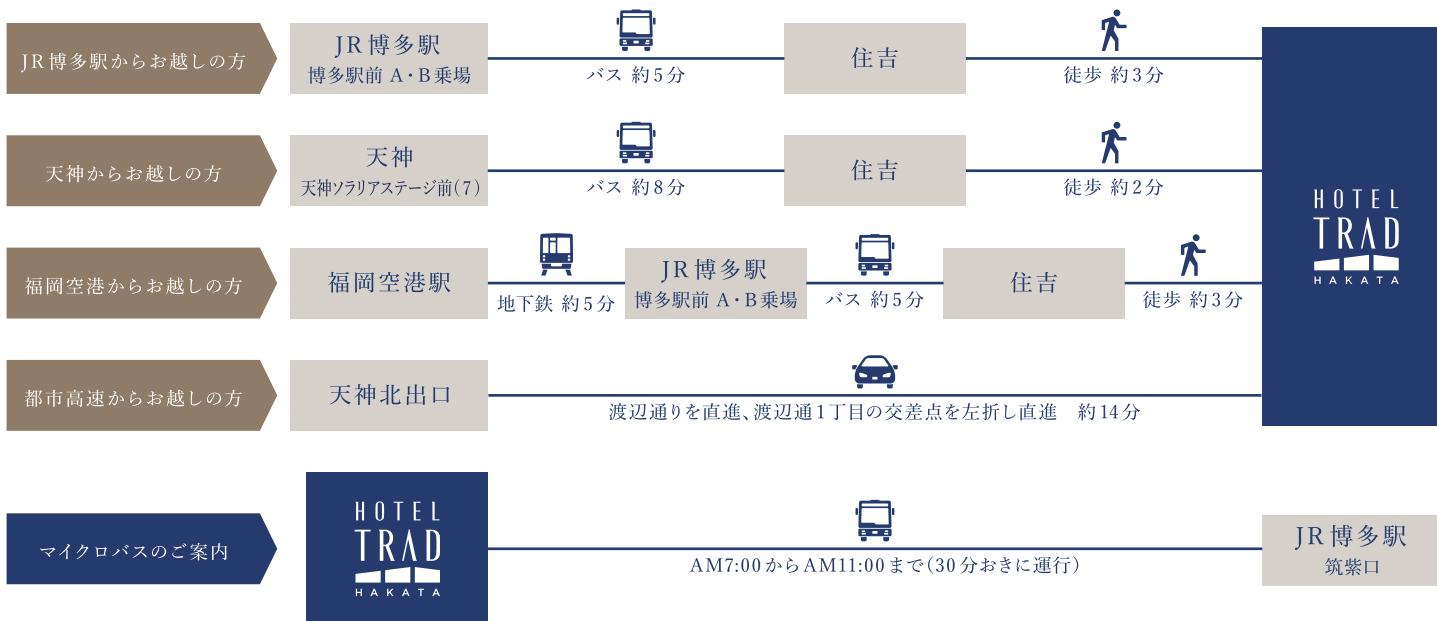 JR博多駅からお越しの方
JR博多駅
博多駅前 A・B乗場
バス 約5分
住吉
徒歩 約3分
天神からお越しの方
天神
天神ソラリアステージ前(7)
バス 約8分
住吉
徒歩 約2分
福岡空港からお越しの方
福岡空港駅
地下鉄 約5分
JR博多駅
博多駅前 A・B乗場
バス 約5分
住吉
徒歩 約3分
都市高速からお越しの方
天神北出口
渡辺通りを直進、渡辺通1丁目の交差点を左折し直進　約14分
HOTEL
TRAD
HAKATA
マイクロバスのご案内
HOTEL
TRAD
HAKATA
AM7:00からAM11:00まで(30分おきに運行)
JR博多駅
筑紫口